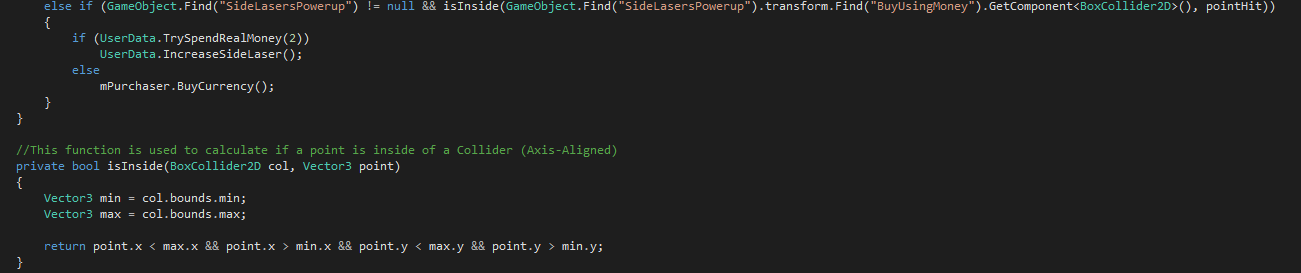 else if (GameObject.Find("SideLasersPowerup") != null && isInside(GameObject.Find("SideLasersPowerup").transform.Find("BuyUsingMoney").GetComponent<BoxCollider2D>(), pointHit))
{
if (UserData.TrySpendRealMoney(2))
UserData.IncreaseSideLaser();
else
mPurchaser.BuyCurrency();
}
}
//This function is used to calculate if a point is inside of a Collider (Axis-Aligned)
private bool isInside(BoxCollider2D col, Vector3 point)
{
Vector3 min = col.bounds.min;
Vector3 max = col.bounds.max;
return point.x < max.x && point.x > min.x && point.y < max.y && point.y > min.y;
}